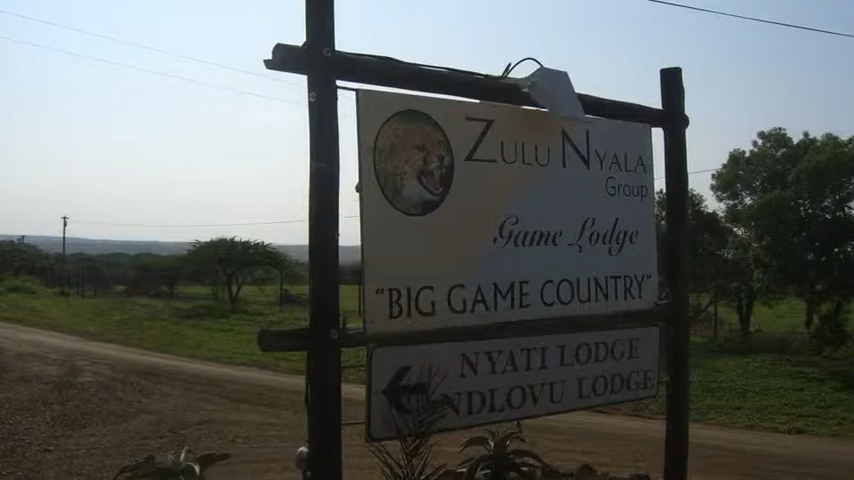 ZULU NYALA
Group
Game Lodge
"BIG GAME COUNTRY"
NYATI LODGE
NDLOVU LODGE